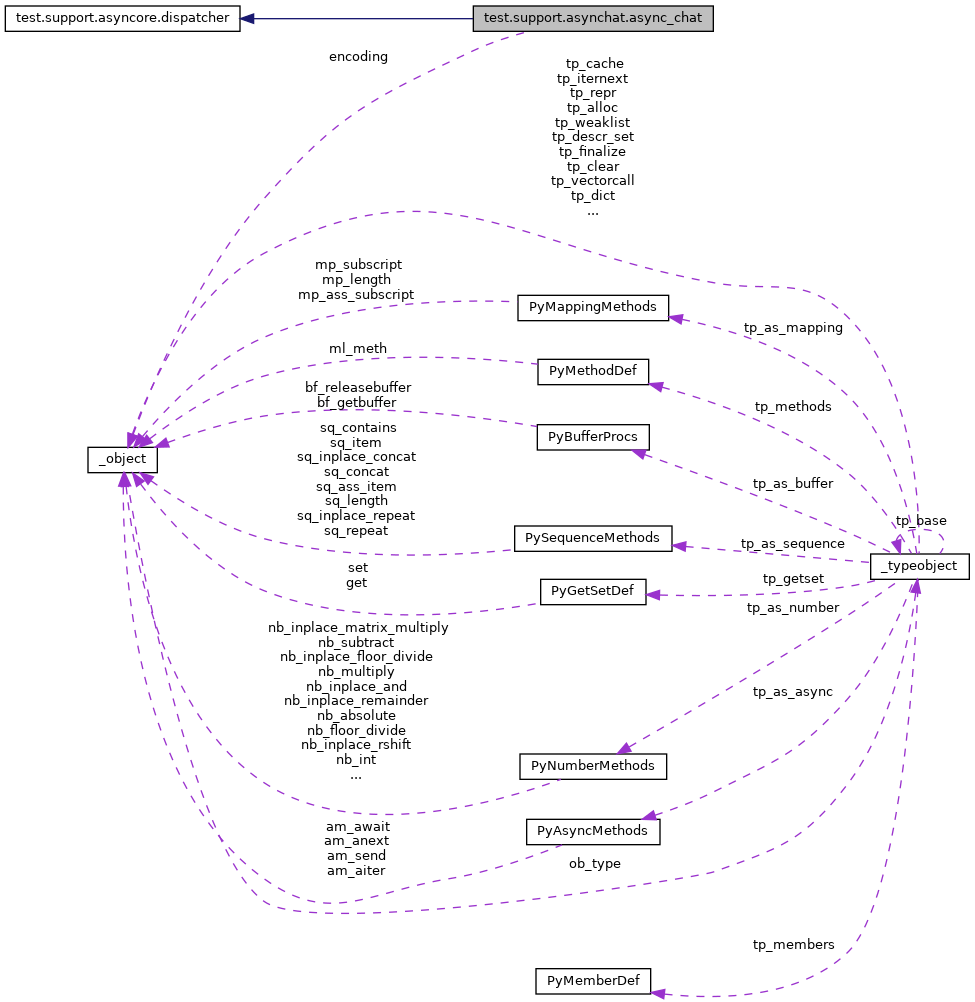 test.support.asyncore.dispatcher
test.support.asynchat.async_chat
encoding
tp_cache
tp_iternext
tp_repr
tp_alloc
tp_weaklist
tp_descr_set
tp_finalize
tp_clear
tp_vectorcall
tp_dict
...
mp_subscript
mp_length
mp_ass_subscript
PyMappingMethods
tp_as_mapping
ml_meth
PyMethodDef
tp_methods
bf_releasebuffer
bf_getbuffer
PyBufferProcs
_object
sq_contains
sq_item
sq_inplace_concat
sq_concat
sq_ass_item
sq_length
sq_inplace_repeat
sq_repeat
tp_as_buffer
PySequenceMethods
tp_as_sequence
tp_base
_typeobject
set
get
PyGetSetDef
tp_getset
tp_as_number
nb_inplace_matrix_multiply
nb_subtract
nb_inplace_floor_divide
nb_multiply
nb_inplace_and
nb_inplace_remainder
nb_absolute
nb_floor_divide
nb_inplace_rshift
nb_int
...
PyNumberMethods
tp_as_async
am_await
am_anext
am_send
am_aiter
PyAsyncMethods
ob_type
tp_members
PyMemberDef